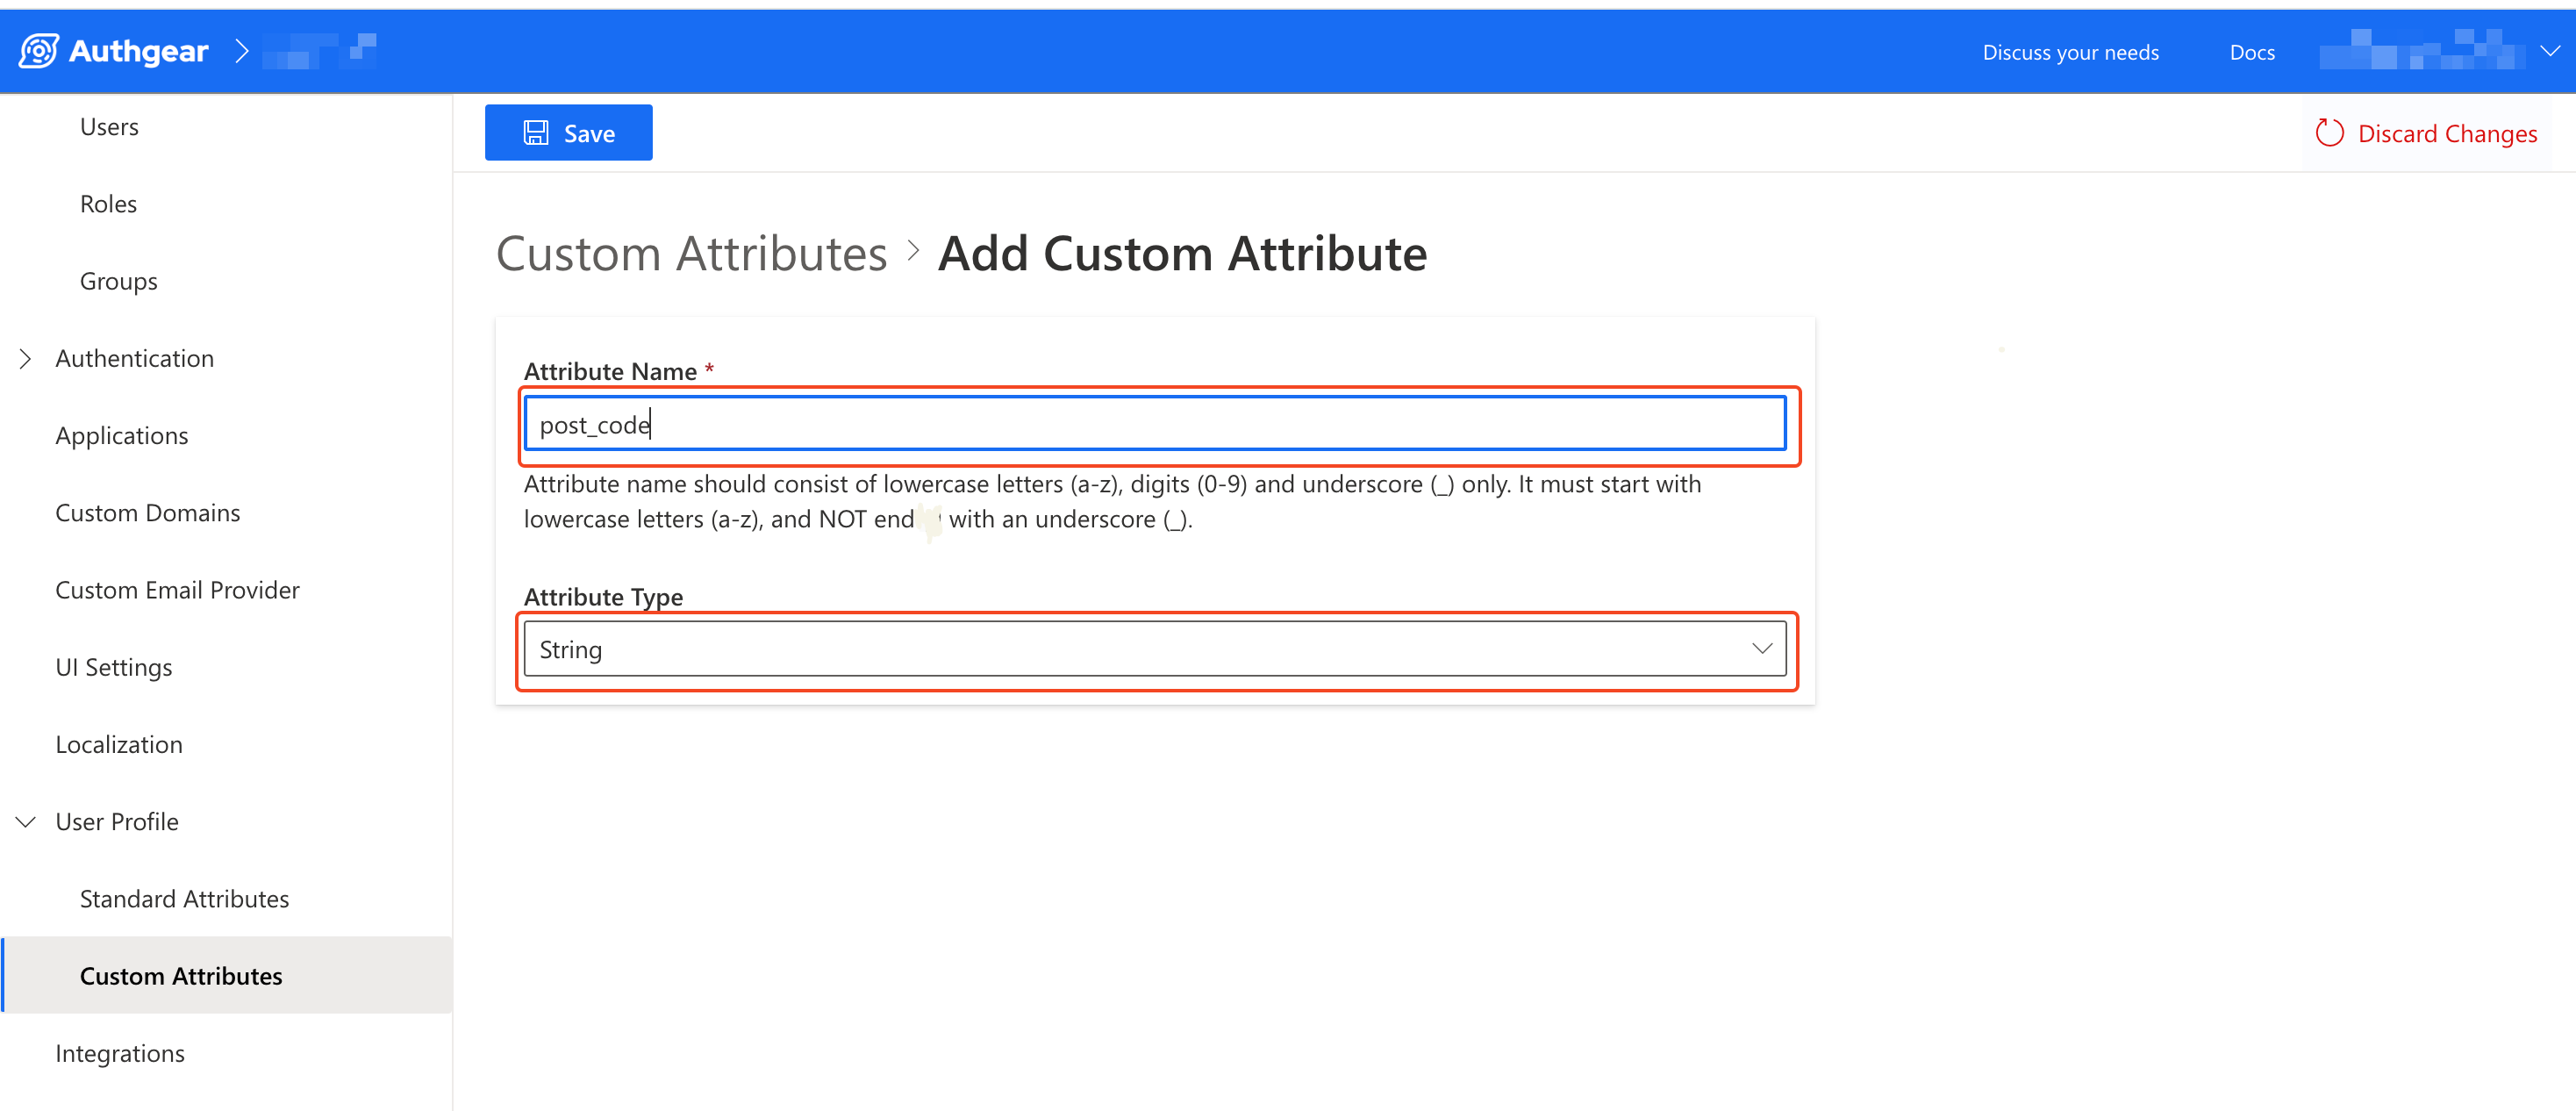 Authgear
Discuss your needs
Docs
Users
Roles
Groups
Authentication
Applications
Custom Domains
Custom Email Provider
UI Settings
Localization
User Profile
Standard Attributes
Custom Attributes
Integrations
Save
Discard Changes
Custom Attributes > Add Custom Attribute
Attribute Name *
post_code
Attribute name should consist of lowercase letters (a-z), digits (0-9) and underscore (_) only. It must start with
lowercase letters (a-z), and NOT end with an underscore (_).
Attribute Type
String